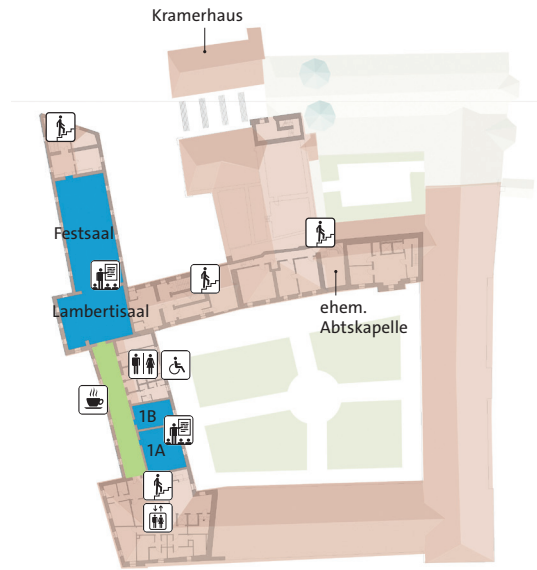 Kramerhaus
Festsaal
Lambertisaal
ehem.
Abtskapelle
1B
1A